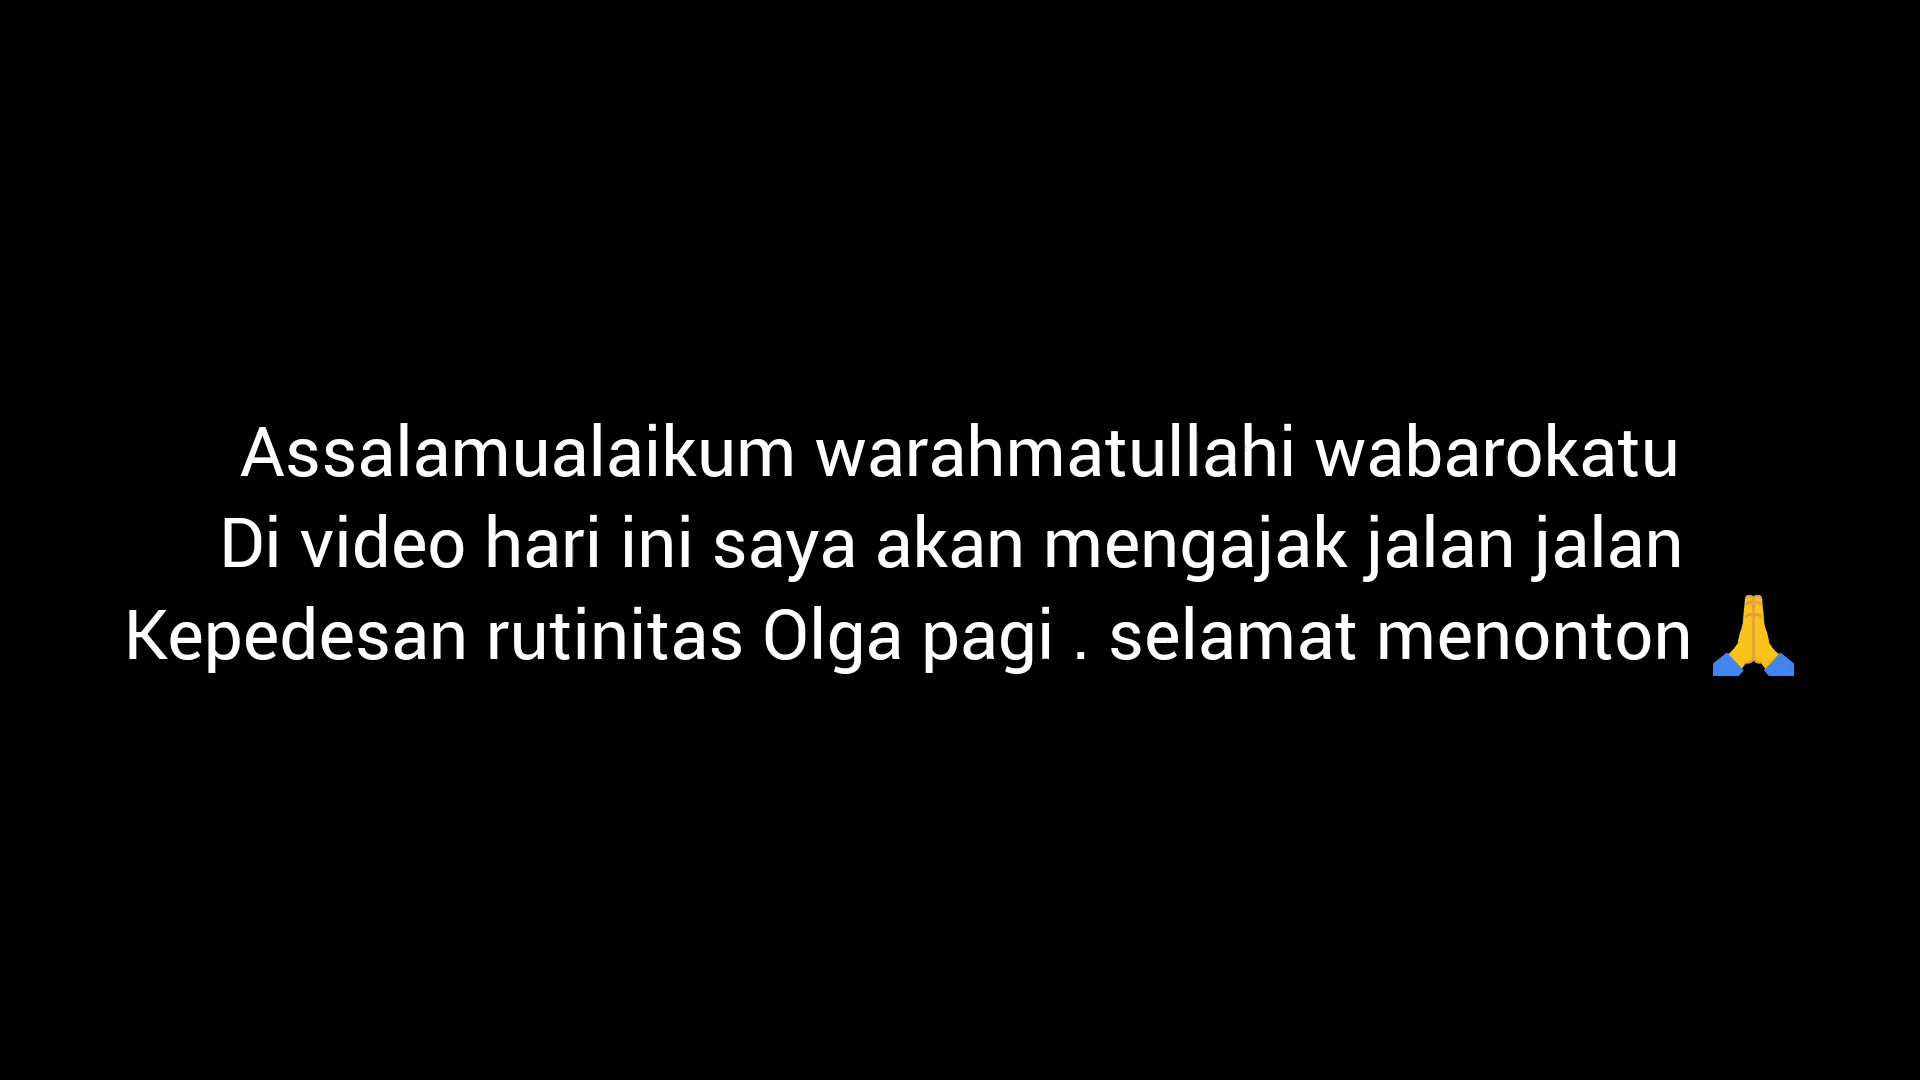 Assalamualaikum warahmatullahi wabarokatu
Di video hari ini saya akan mengajak jalan jalan
Kepedesan rutinitas Olga pagi . selamat menonton 🙏